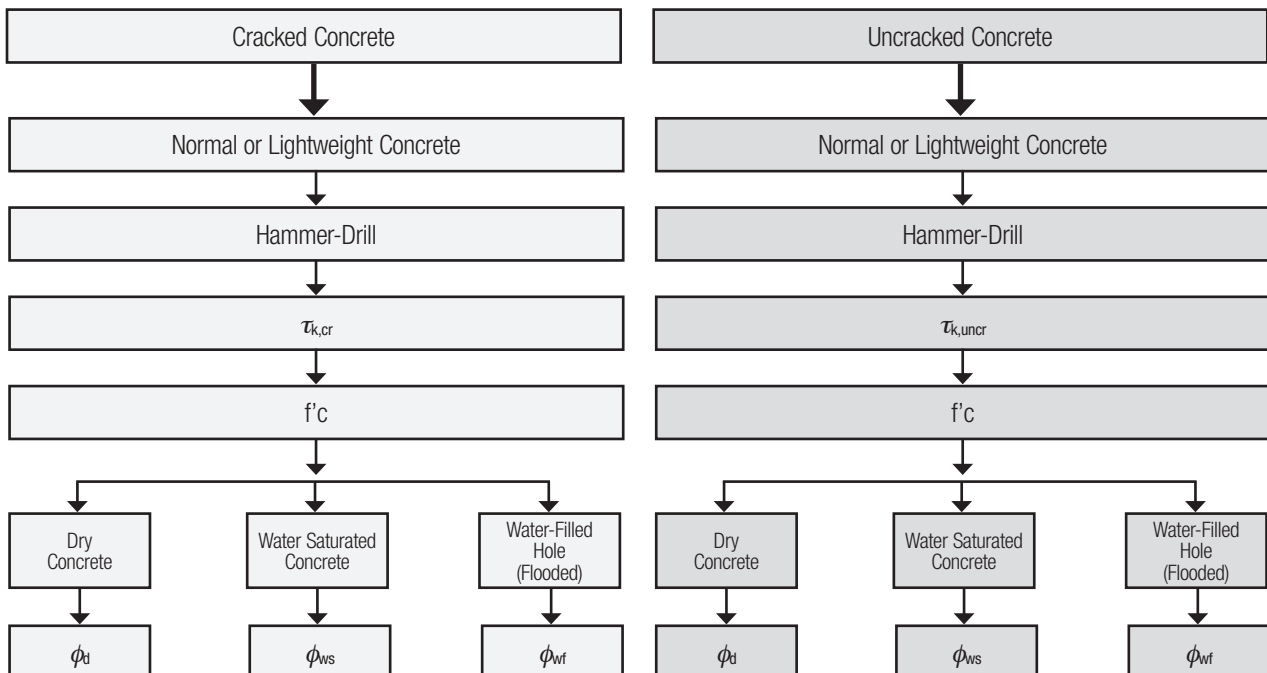 Cracked Concrete
Normal or Lightweight Concrete
Hammer-Drill
τk,cr
f'c
Dry
Concrete
Water Saturated
Concrete
Water-Filled
Hole
(Flooded)
ϕd
ϕws
ϕwf
Uncracked Concrete
Normal or Lightweight Concrete
Hammer-Drill
τk,uncr
f'c
Dry
Concrete
Water Saturated
Concrete
Water-Filled
Hole
(Flooded)
ϕd
ϕws
ϕwf